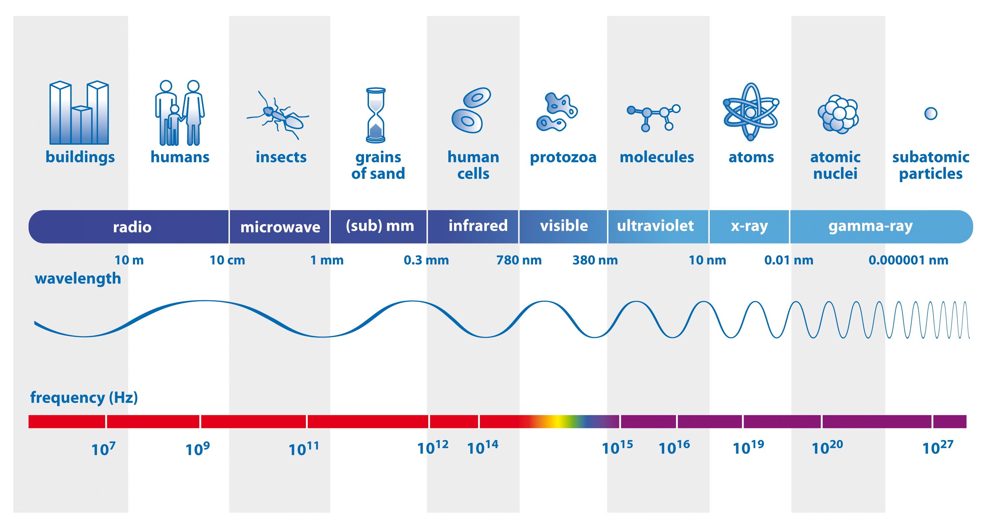 buildings
humans
insects
grains
of sand
human
cells
protozoa
molecules
atoms
atomic
nuclei
subatomic
particles
radio
microwave
(sub) mm
infrared
visible
ultraviolet
x-ray
gamma-ray
10 m
10 cm
1 mm
0.3 mm
780 nm
380 nm
10 nm
0.01 nm
0.000001 nm
wavelength
frequency (Hz)
10⁷
10⁹
10¹¹
10¹²
10¹⁴
10¹⁵
10¹⁶
10¹⁹
10²⁰
10²⁷